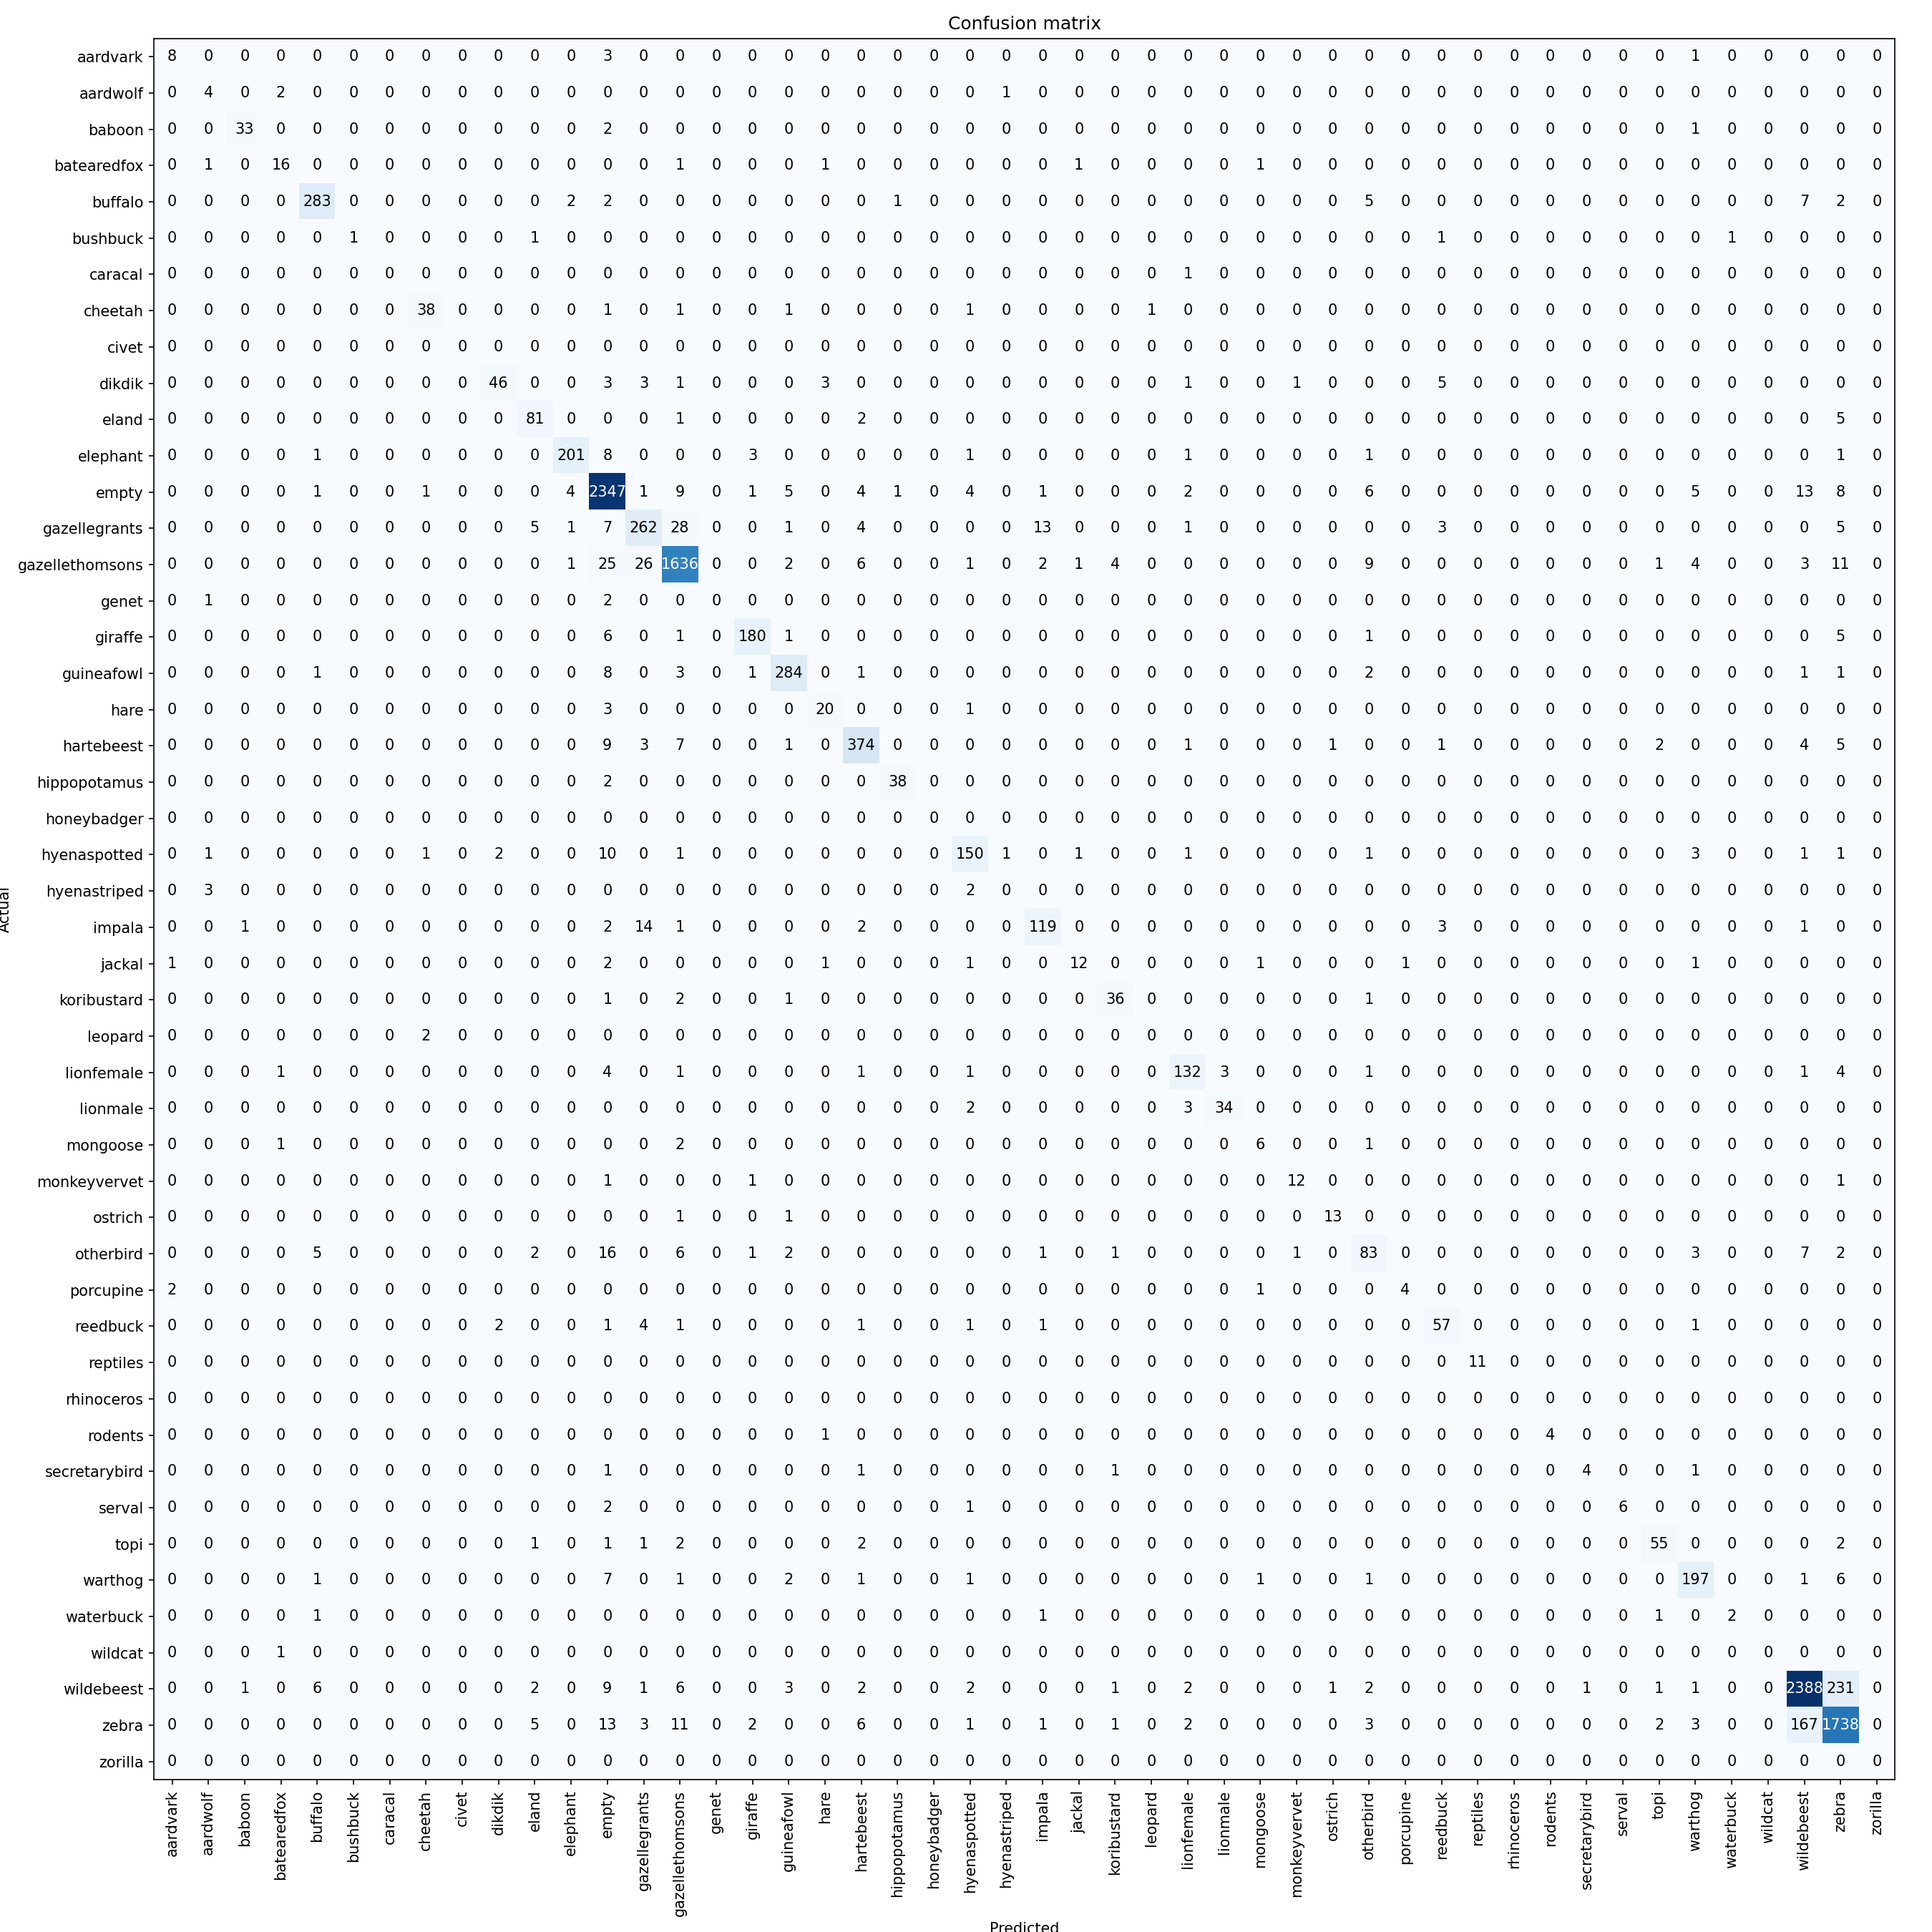 Confusion matrix
aardvark 8 0 0 0 0 0 0 0 0 0 0 0 3 0 0 0 0 0 0 0 0 0 0 0 0 0 0 0 0 0 0 0 0 0 0 0 0 0 0 0 0 0 1 0 0 0 0 0
aardwolf 0 4 0 2 0 0 0 0 0 0 0 0 0 0 0 0 0 0 0 0 0 0 0 1 0 0 0 0 0 0 0 0 0 0 0 0 0 0 0 0 0 0 0 0 0 0 0 0
baboon 0 0 33 0 0 0 0 0 0 0 0 0 2 0 0 0 0 0 0 0 0 0 0 0 0 0 0 0 0 0 0 0 0 0 0 0 0 0 0 0 0 0 1 0 0 0 0 0
batearedfox 0 1 0 16 0 0 0 0 0 0 0 0 0 0 1 0 0 0 1 0 0 0 0 0 0 1 0 0 0 0 1 0 0 0 0 0 0 0 0 0 0 0 0 0 0 0 0 0
buffalo 0 0 0 0 283 0 0 0 0 0 0 2 2 0 0 0 0 0 0 0 1 0 0 0 0 0 0 0 0 0 0 0 0 5 0 0 0 0 0 0 0 0 0 0 0 7 2 0
bushbuck 0 0 0 0 0 1 0 0 0 0 1 0 0 0 0 0 0 0 0 0 0 0 0 0 0 0 0 0 0 0 0 0 0 0 0 1 0 0 0 0 0 0 0 1 0 0 0 0
caracal 0 0 0 0 0 0 0 0 0 0 0 0 0 0 0 0 0 0 0 0 0 0 0 0 0 0 0 0 1 0 0 0 0 0 0 0 0 0 0 0 0 0 0 0 0 0 0 0
cheetah 0 0 0 0 0 0 0 38 0 0 0 0 1 0 1 0 0 1 0 0 0 0 1 0 0 0 0 1 0 0 0 0 0 0 0 0 0 0 0 0 0 0 0 0 0 0 0 0
civet 0 0 0 0 0 0 0 0 0 0 0 0 0 0 0 0 0 0 0 0 0 0 0 0 0 0 0 0 0 0 0 0 0 0 0 0 0 0 0 0 0 0 0 0 0 0 0 0
dikdik 0 0 0 0 0 0 0 0 0 46 0 0 3 3 1 0 0 0 3 0 0 0 0 0 0 0 0 0 1 0 0 1 0 0 0 5 0 0 0 0 0 0 0 0 0 0 0 0
eland 0 0 0 0 0 0 0 0 0 0 81 0 0 0 1 0 0 0 0 2 0 0 0 0 0 0 0 0 0 0 0 0 0 0 0 0 0 0 0 0 0 0 0 0 0 0 5 0
elephant 0 0 0 0 1 0 0 0 0 0 0 201 8 0 0 0 3 0 0 0 0 0 1 0 0 0 0 0 1 0 0 0 0 1 0 0 0 0 0 0 0 0 0 0 0 0 1 0
empty 0 0 0 0 1 0 0 1 0 0 0 4 2347 1 9 0 1 5 0 4 1 0 4 0 1 0 0 0 2 0 0 0 0 6 0 0 0 0 0 0 0 0 5 0 0 13 8 0
gazellegrants 0 0 0 0 0 0 0 0 0 0 5 1 7 262 28 0 0 1 0 4 0 0 0 0 13 0 0 0 1 0 0 0 0 0 0 3 0 0 0 0 0 0 0 0 0 0 5 0
gazellethomsons 0 0 0 0 0 0 0 0 0 0 0 1 25 26 1636 0 0 2 0 6 0 0 1 0 2 1 4 0 0 0 0 0 0 9 0 0 0 0 0 0 0 1 4 0 0 3 11 0
genet 0 1 0 0 0 0 0 0 0 0 0 0 2 0 0 0 0 0 0 0 0 0 0 0 0 0 0 0 0 0 0 0 0 0 0 0 0 0 0 0 0 0 0 0 0 0 0 0
giraffe 0 0 0 0 0 0 0 0 0 0 0 0 6 0 1 0 180 1 0 0 0 0 0 0 0 0 0 0 0 0 0 0 0 1 0 0 0 0 0 0 0 0 0 0 0 0 5 0
guineafowl 0 0 0 0 1 0 0 0 0 0 0 0 8 0 3 0 1 284 0 1 0 0 0 0 0 0 0 0 0 0 0 0 0 2 0 0 0 0 0 0 0 0 0 0 0 1 1 0
hare 0 0 0 0 0 0 0 0 0 0 0 0 3 0 0 0 0 0 20 0 0 0 1 0 0 0 0 0 0 0 0 0 0 0 0 0 0 0 0 0 0 0 0 0 0 0 0 0
hartebeest 0 0 0 0 0 0 0 0 0 0 0 0 9 3 7 0 0 1 0 374 0 0 0 0 0 0 0 0 1 0 0 0 1 0 0 1 0 0 0 0 0 2 0 0 0 4 5 0
hippopotamus 0 0 0 0 0 0 0 0 0 0 0 0 2 0 0 0 0 0 0 0 38 0 0 0 0 0 0 0 0 0 0 0 0 0 0 0 0 0 0 0 0 0 0 0 0 0 0 0
honeybadger 0 0 0 0 0 0 0 0 0 0 0 0 0 0 0 0 0 0 0 0 0 0 0 0 0 0 0 0 0 0 0 0 0 0 0 0 0 0 0 0 0 0 0 0 0 0 0 0
hyenaspotted 0 1 0 0 0 0 0 1 0 2 0 0 10 0 1 0 0 0 0 0 0 0 150 1 0 1 0 0 1 0 0 0 0 1 0 0 0 0 0 0 0 0 3 0 0 1 1 0
hyenastriped 0 3 0 0 0 0 0 0 0 0 0 0 0 0 0 0 0 0 0 0 0 0 2 0 0 0 0 0 0 0 0 0 0 0 0 0 0 0 0 0 0 0 0 0 0 0 0 0
impala 0 0 1 0 0 0 0 0 0 0 0 0 2 14 1 0 0 0 0 2 0 0 0 0 119 0 0 0 0 0 0 0 0 0 0 3 0 0 0 0 0 0 0 0 0 1 0 0
jackal 1 0 0 0 0 0 0 0 0 0 0 0 2 0 0 0 0 0 1 0 0 0 1 0 0 12 0 0 0 0 1 0 0 0 1 0 0 0 0 0 0 0 1 0 0 0 0 0
koribustard 0 0 0 0 0 0 0 0 0 0 0 0 1 0 2 0 0 1 0 0 0 0 0 0 0 0 36 0 0 0 0 0 0 1 0 0 0 0 0 0 0 0 0 0 0 0 0 0
leopard 0 0 0 0 0 0 0 2 0 0 0 0 0 0 0 0 0 0 0 0 0 0 0 0 0 0 0 0 0 0 0 0 0 0 0 0 0 0 0 0 0 0 0 0 0 0 0 0
lionfemale 0 0 0 1 0 0 0 0 0 0 0 0 4 0 1 0 0 0 0 1 0 0 1 0 0 0 0 0 132 3 0 0 0 1 0 0 0 0 0 0 0 0 0 0 0 1 4 0
lionmale 0 0 0 0 0 0 0 0 0 0 0 0 0 0 0 0 0 0 0 0 0 0 2 0 0 0 0 0 3 34 0 0 0 0 0 0 0 0 0 0 0 0 0 0 0 0 0 0
mongoose 0 0 0 1 0 0 0 0 0 0 0 0 0 0 2 0 0 0 0 0 0 0 0 0 0 0 0 0 0 0 6 0 0 1 0 0 0 0 0 0 0 0 0 0 0 0 0 0
monkeyvervet 0 0 0 0 0 0 0 0 0 0 0 0 1 0 0 0 1 0 0 0 0 0 0 0 0 0 0 0 0 0 0 12 0 0 0 0 0 0 0 0 0 0 0 0 0 0 1 0
ostrich 0 0 0 0 0 0 0 0 0 0 0 0 0 0 1 0 0 1 0 0 0 0 0 0 0 0 0 0 0 0 0 0 13 0 0 0 0 0 0 0 0 0 0 0 0 0 0 0
otherbird 0 0 0 0 5 0 0 0 0 0 2 0 16 0 6 0 1 2 0 0 0 0 0 0 1 0 1 0 0 0 0 1 0 83 0 0 0 0 0 0 0 0 3 0 0 7 2 0
porcupine 2 0 0 0 0 0 0 0 0 0 0 0 0 0 0 0 0 0 0 0 0 0 0 0 0 0 0 0 0 0 1 0 0 0 4 0 0 0 0 0 0 0 0 0 0 0 0 0
reedbuck 0 0 0 0 0 0 0 0 0 2 0 0 1 4 1 0 0 0 0 1 0 0 1 0 1 0 0 0 0 0 0 0 0 0 0 57 0 0 0 0 0 0 1 0 0 0 0 0
reptiles 0 0 0 0 0 0 0 0 0 0 0 0 0 0 0 0 0 0 0 0 0 0 0 0 0 0 0 0 0 0 0 0 0 0 0 0 11 0 0 0 0 0 0 0 0 0 0 0
rhinoceros 0 0 0 0 0 0 0 0 0 0 0 0 0 0 0 0 0 0 0 0 0 0 0 0 0 0 0 0 0 0 0 0 0 0 0 0 0 0 0 0 0 0 0 0 0 0 0 0
rodents 0 0 0 0 0 0 0 0 0 0 0 0 0 0 0 0 0 0 1 0 0 0 0 0 0 0 0 0 0 0 0 0 0 0 0 0 0 0 4 0 0 0 0 0 0 0 0 0
secretarybird 0 0 0 0 0 0 0 0 0 0 0 0 1 0 0 0 0 0 0 1 0 0 0 0 0 0 1 0 0 0 0 0 0 0 0 0 0 0 0 4 0 0 1 0 0 0 0 0
serval 0 0 0 0 0 0 0 0 0 0 0 0 2 0 0 0 0 0 0 0 0 0 1 0 0 0 0 0 0 0 0 0 0 0 0 0 0 0 0 0 6 0 0 0 0 0 0 0
topi 0 0 0 0 0 0 0 0 0 0 1 0 1 1 2 0 0 0 0 2 0 0 0 0 0 0 0 0 0 0 0 0 0 0 0 0 0 0 0 0 0 55 0 0 0 0 2 0
warthog 0 0 0 0 1 0 0 0 0 0 0 0 7 0 1 0 0 2 0 1 0 0 1 0 0 0 0 0 0 0 1 0 0 1 0 0 0 0 0 0 0 0 197 0 0 1 6 0
waterbuck 0 0 0 0 1 0 0 0 0 0 0 0 0 0 0 0 0 0 0 0 0 0 0 0 1 0 0 0 0 0 0 0 0 0 0 0 0 0 0 0 0 1 0 2 0 0 0 0
wildcat 0 0 0 1 0 0 0 0 0 0 0 0 0 0 0 0 0 0 0 0 0 0 0 0 0 0 0 0 0 0 0 0 0 0 0 0 0 0 0 0 0 0 0 0 0 0 0 0
wildebeest 0 0 1 0 6 0 0 0 0 0 2 0 9 1 6 0 0 3 0 2 0 0 2 0 0 0 1 0 2 0 0 0 1 2 0 0 0 0 0 1 0 1 1 0 0 2388 231 0
zebra 0 0 0 0 0 0 0 0 0 0 5 0 13 3 11 0 2 0 0 6 0 0 1 0 1 0 1 0 2 0 0 0 0 3 0 0 0 0 0 0 0 2 3 0 0 167 1738 0
zorilla 0 0 0 0 0 0 0 0 0 0 0 0 0 0 0 0 0 0 0 0 0 0 0 0 0 0 0 0 0 0 0 0 0 0 0 0 0 0 0 0 0 0 0 0 0 0 0 0
Actual
aardvark
aardwolf
baboon
batearedfox
buffalo
bushbuck
caracal
cheetah
civet
dikdik
eland
elephant
empty
gazellegrants
gazellethomsons
genet
giraffe
guineafowl
hare
hartebeest
hippopotamus
honeybadger
hyenaspotted
hyenastriped
impala
jackal
koribustard
leopard
lionfemale
lionmale
mongoose
monkeyvervet
ostrich
otherbird
porcupine
reedbuck
reptiles
rhinoceros
rodents
secretarybird
serval
topi
warthog
waterbuck
wildcat
wildebeest
zebra
zorilla
Predicted